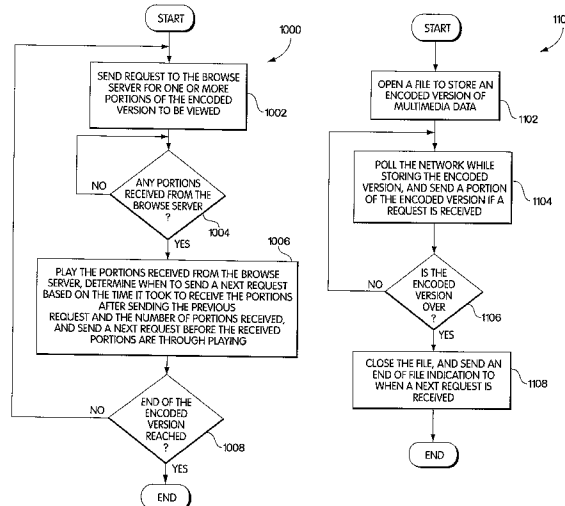 START
1000
SEND REQUEST TO THE BROWSE
SERVER FOR ONE OR MORE
PORTIONS OF THE ENCODED
VERSION TO BE VIEWED
1002
NO
ANY PORTIONS
RECEIVED FROM THE
BROWSE SERVER
?
1004
YES
1006
PLAY THE PORTIONS RECEIVED FROM THE BROWSE
SERVER, DETERMINE WHEN TO SEND A NEXT REQUEST
BASED ON THE TIME IT TOOK TO RECEIVE THE PORTIONS
AFTER SENDING THE PREVIOUS
REQUEST AND THE NUMBER OF PORTIONS RECEIVED,
AND SEND A NEXT REQUEST BEFORE THE RECEIVED
PORTIONS ARE THROUGH PLAYING
NO
END OF THE
ENCODED
VERSION
REACHED
?
1008
YES
END
START
110
OPEN A FILE TO STORE AN
ENCODED VERSION OF
MULTIMEDIA DATA
1102
POLL THE NETWORK WHILE
STORING THE ENCODED
VERSION, AND SEND A PORTION
OF THE ENCODED VERSION IF A
REQUEST IS RECEIVED
1104
NO
IS THE
ENCODED
VERSION
OVER
?
1106
YES
CLOSE THE FILE, AND SEND AN
END OF FILE INDICATION TO
WHEN A NEXT REQUEST IS
RECEIVED
1108
END